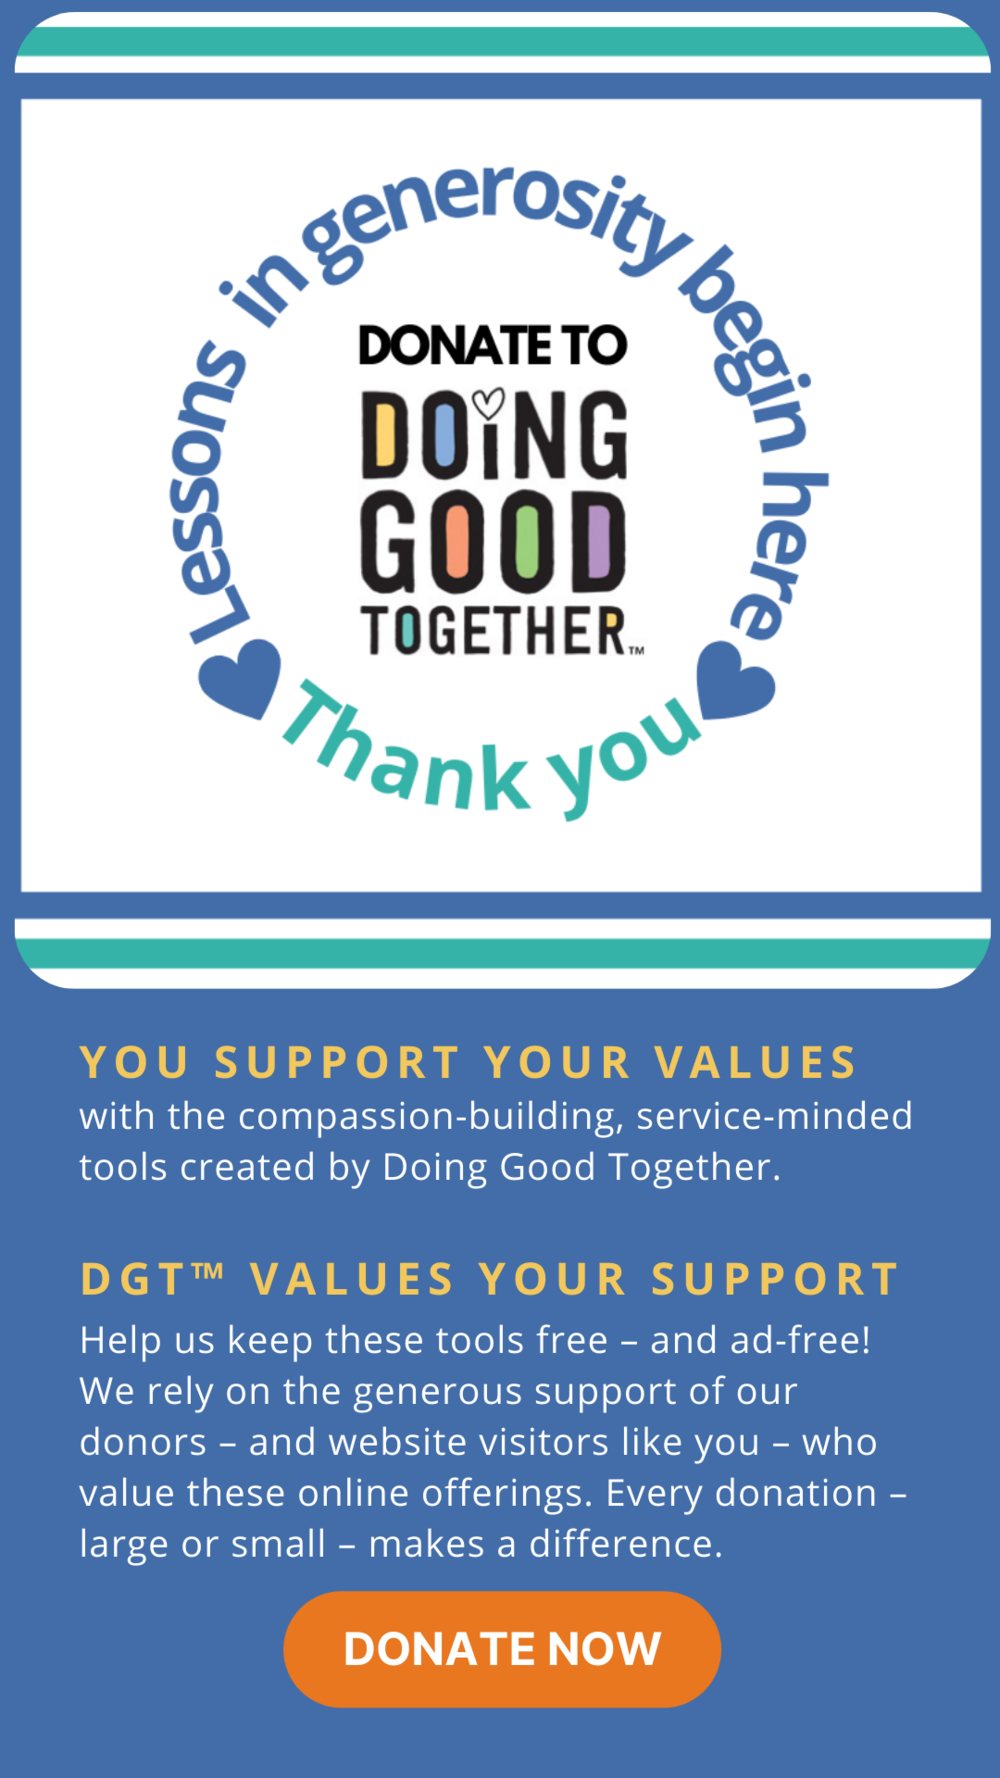 Lessons in generosity begin here
DONATE TO
DOiNG
GOOD
TOGETHER™
Thank you
YOU SUPPORT YOUR VALUES
with the compassion-building, service-minded
tools created by Doing Good Together.
DGT™ VALUES YOUR SUPPORT
Help us keep these tools free – and ad-free!
We rely on the generous support of our
donors – and website visitors like you – who
value these online offerings. Every donation –
large or small – makes a difference.
DONATE NOW